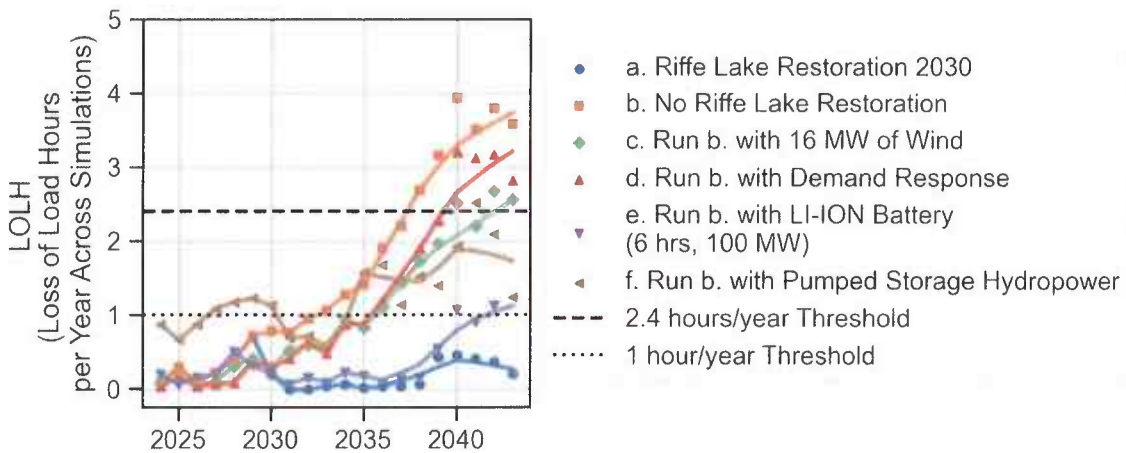 5
4
3
2
1
0
LOLH
(Loss of Load Hours
per Year Across Simulations)
2025 2030 2035 2040
a. Riffe Lake Restoration 2030
b. No Riffe Lake Restoration
c. Run b. with 16 MW of Wind
d. Run b. with Demand Response
e. Run b. with LI-ION Battery
(6 hrs, 100 MW)
f. Run b. with Pumped Storage Hydropower
2.4 hours/year Threshold
1 hour/year Threshold